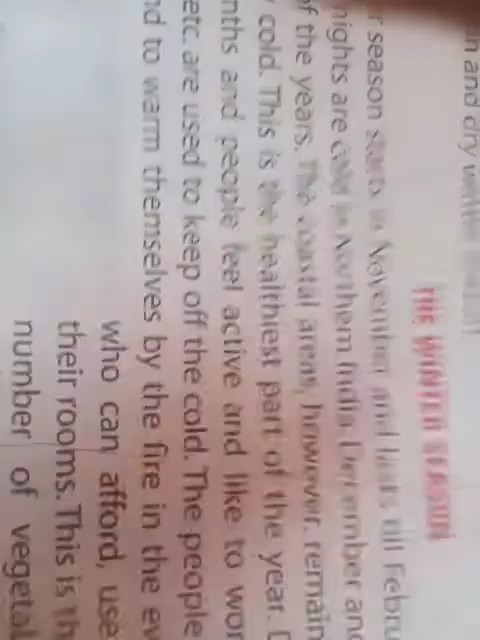 and dry winter season
THE WINTER SEASON
r season starts in November and lasts till Febru
nights are cold in Northern India. December and
of the years. The coastal areas, however, remain
cold. This is the healthiest part of the year. D
nths and people feel active and like to wor
etc. are used to keep off the cold. The people
nd to warm themselves by the fire in the ev
who can afford, use
their rooms. This is th
number of vegetal